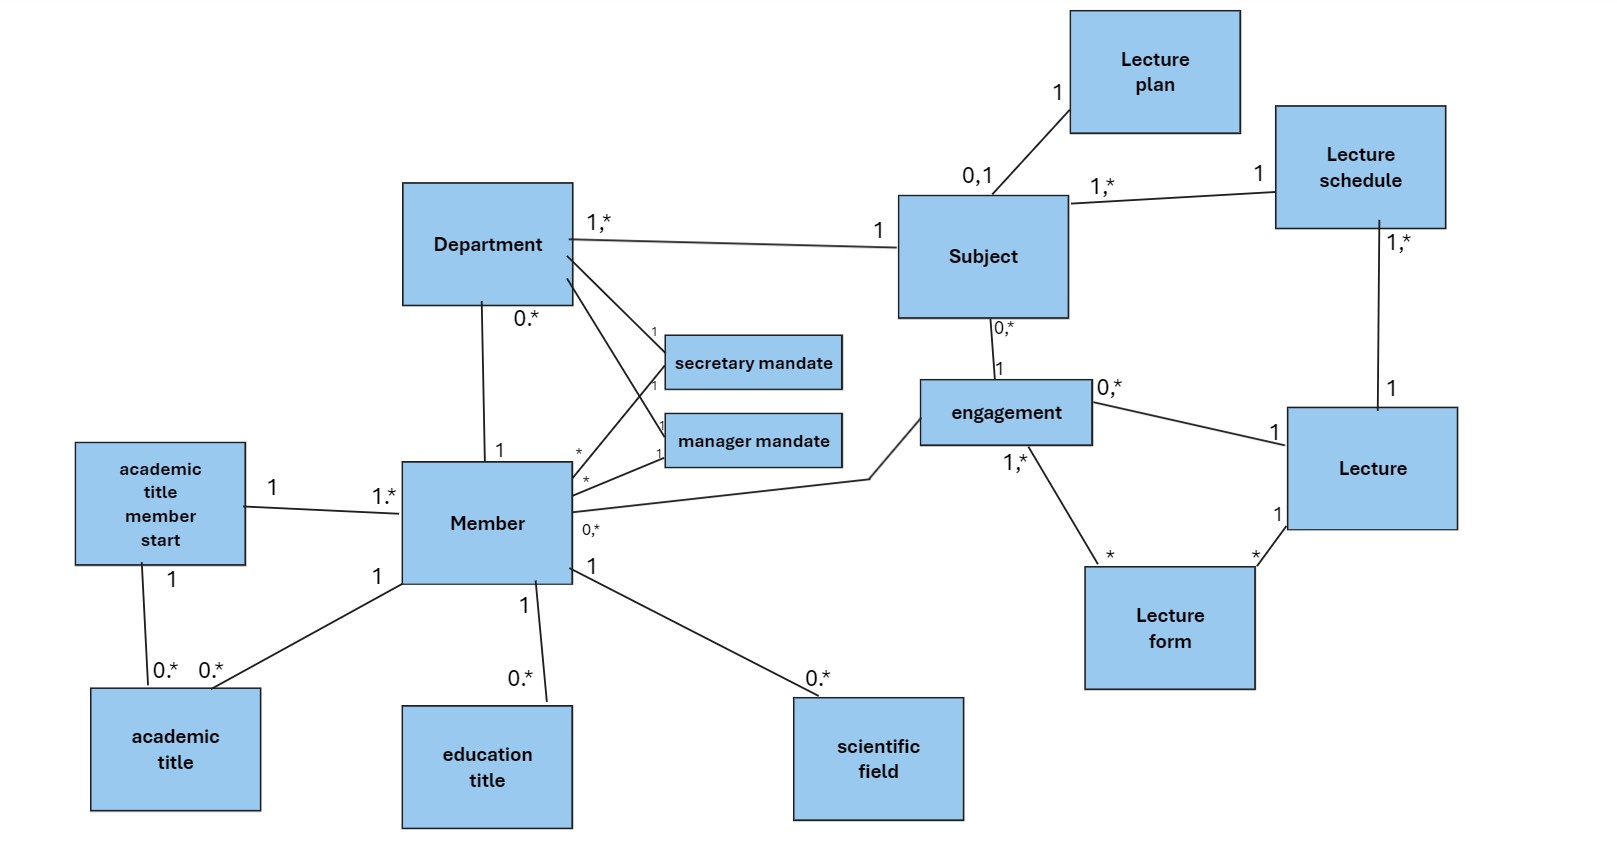 Lecture
plan
1
Lecture
schedule
0,1
1,*
1
1,*
Department
1,*
1
Subject
0.*
0,*
1
secretary mandate
1
1
engagement
0,*
1
1
manager mandate
1
1
*
*
1,*
1
Lecture
academic
title
member
start
1
1.*
Member
0,*
1
*
*
1
1
1
1
Lecture
form
0.*
0.*
0.*
0.*
academic
title
education
title
scientific
field